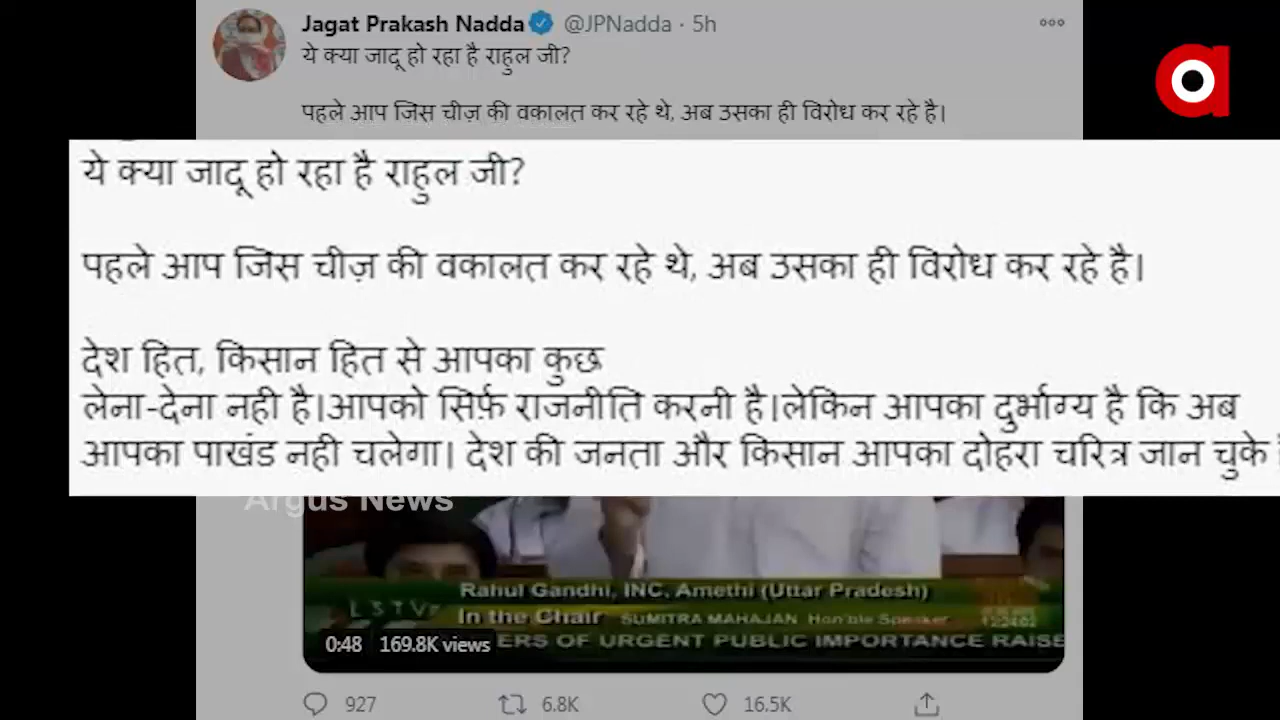 Jagat Prakash Nadda @JPNadda · 5h
ये क्या जादू हो रहा है राहुल जी?
पहले आप जिस चीज़ की वकालत कर रहे थे, अब उसका ही विरोध कर रहे है।
ये क्या जादू हो रहा है राहुल जी?
पहले आप जिस चीज़ की वकालत कर रहे थे, अब उसका ही विरोध कर रहे है।
देश हित, किसान हित से आपका कुछ
लेना-देना नही है।आपको सिर्फ़ राजनीति करनी है।लेकिन आपका दुर्भाग्य है कि अब
आपका पाखंड नही चलेगा। देश की जनता और किसान आपका दोहरा चरित्र जान चुके
Argus News
Rahul Gandhi, INC, Amethi (Uttar Pradesh)
LSTV
In the Chair SUMITRA MAHAJAN Hon'ble Speaker
0:48 169.8K views ERS OF URGENT PUBLIC IMPORTANCE RAISE
927 6.8K 16.5K